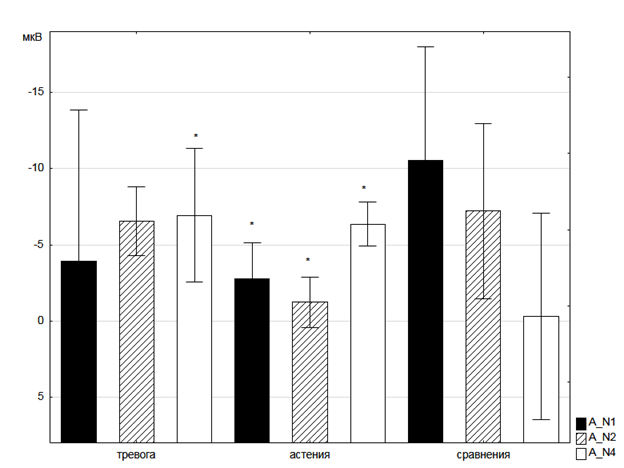 мкВ
-15
-10
-5
0
5
*
*
*
*
тревога
астения
сравнения
A_N1
A_N2
A_N4